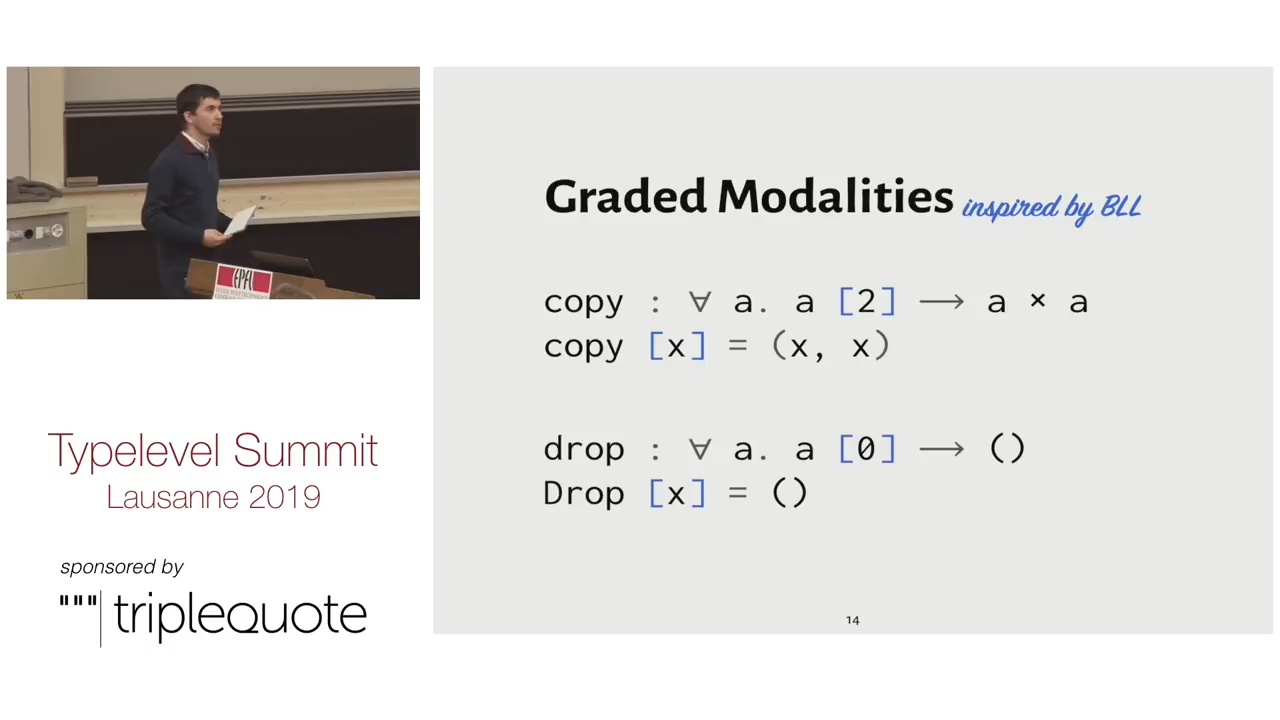 Graded Modalities inspired by BLL
copy : ∀ a. a [2] ⟶ a × a
copy [x] = (x, x)
drop : ∀ a. a [0] ⟶ ()
Drop [x] = ()
14
EPFL
Typelevel Summit
Lausanne 2019
sponsored by
"""|triplequote